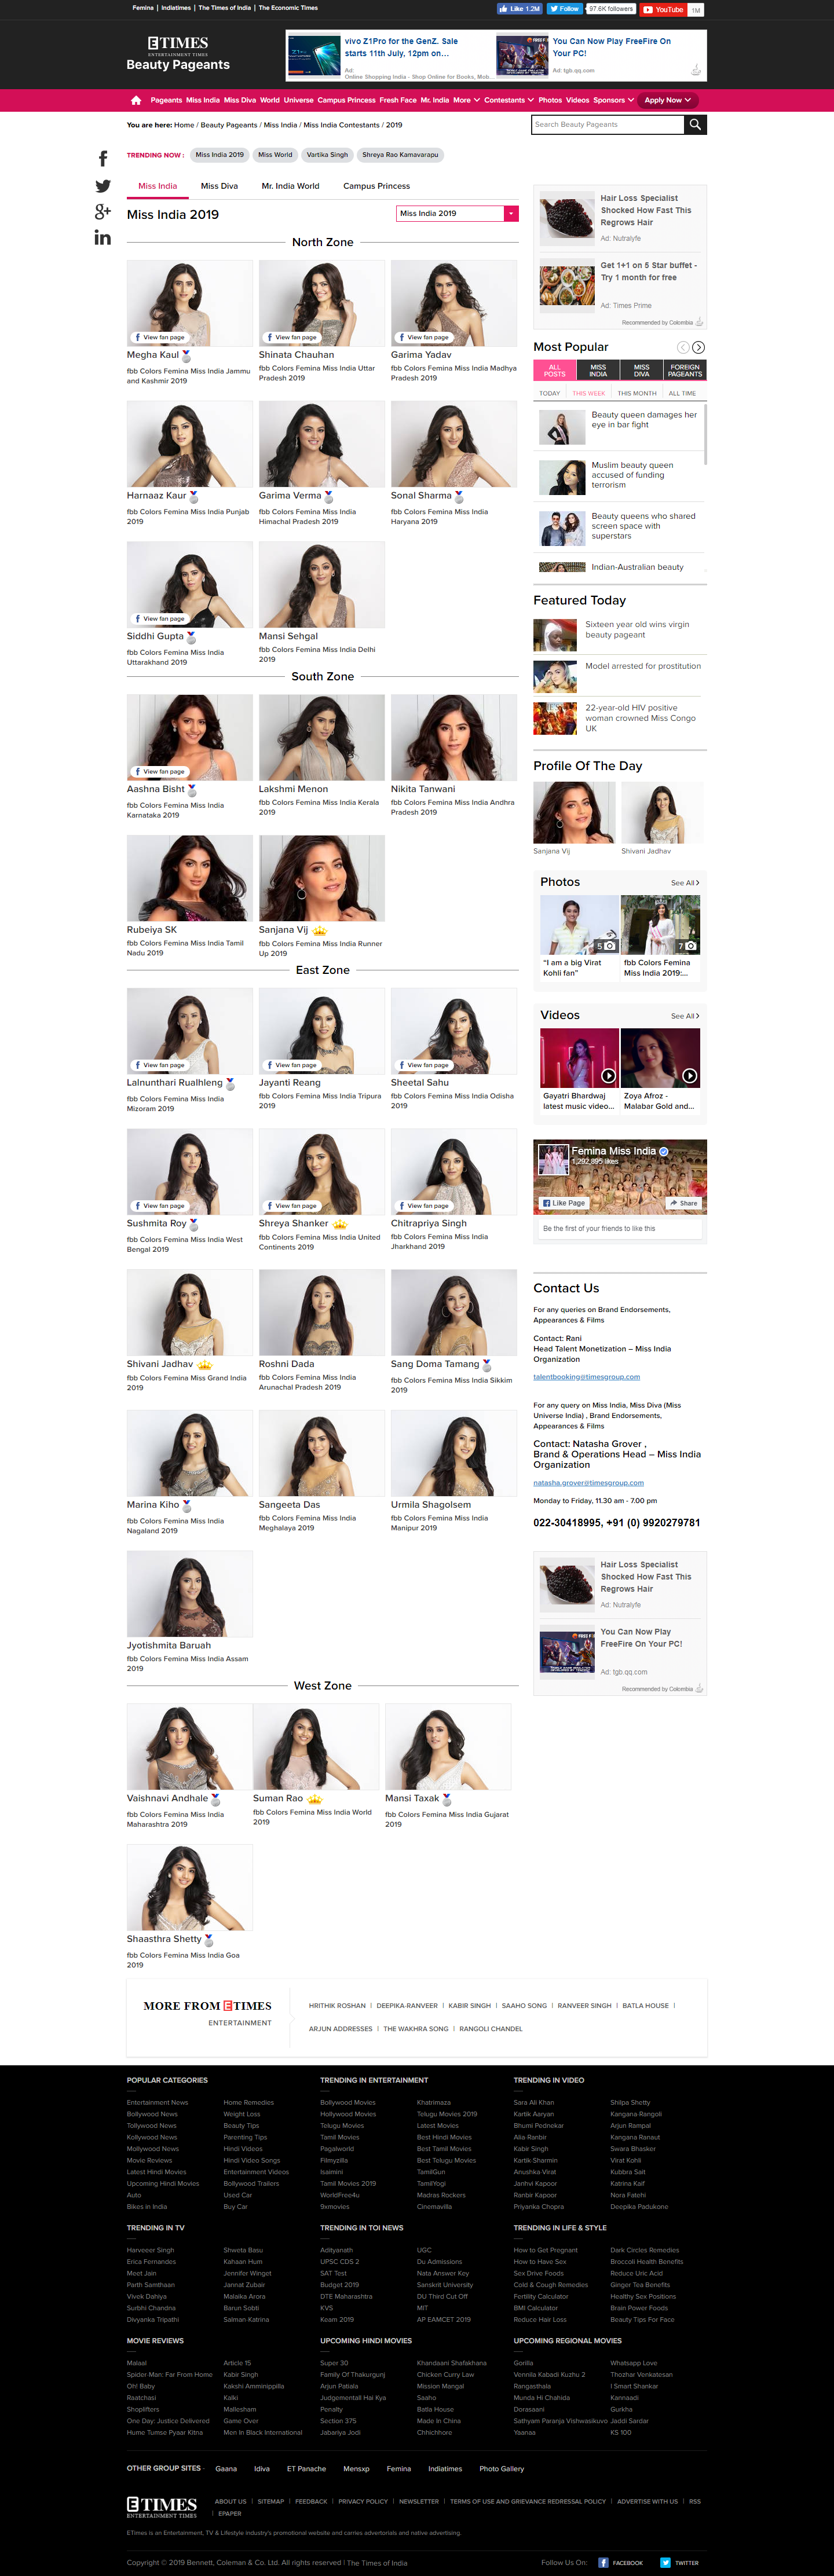 Femina | Indiatimes | The Times of India | The Economic Times
Like 1.2M
Follow
97.6K followers
YouTube
1M
ETIMES
ENTERTAINMENT TIMES
Beauty Pageants
vivo Z1Pro for the GenZ. Sale
starts 11th July, 12pm on...
Ad:
Online Shopping India - Shop Online for Books, Mob...
You Can Now Play FreeFire On
Your PC!
Ad: tgb.qq.com
Pageants Miss India Miss Diva World Universe Campus Princess Fresh Face Mr. India More Contestants Photos Videos Sponsors Apply Now
You are here: Home / Beauty Pageants / Miss India / Miss India Contestants / 2019
Search Beauty Pageants
TRENDING NOW :
Miss India 2019
Miss World
Vartika Singh
Shreya Rao Kamavarapu
Miss India
Miss Diva
Mr. India World
Campus Princess
Miss India 2019
Miss India 2019
North Zone
View fan page
View fan page
View fan page
Megha Kaul
fbb Colors Femina Miss India Jammu
and Kashmir 2019
Shinata Chauhan
fbb Colors Femina Miss India Uttar
Pradesh 2019
Garima Yadav
fbb Colors Femina Miss India Madhya
Pradesh 2019
Harnaaz Kaur
fbb Colors Femina Miss India Punjab
2019
Garima Verma
fbb Colors Femina Miss India
Himachal Pradesh 2019
Sonal Sharma
fbb Colors Femina Miss India
Haryana 2019
View fan page
Siddhi Gupta
fbb Colors Femina Miss India
Uttarakhand 2019
Mansi Sehgal
fbb Colors Femina Miss India Delhi
2019
South Zone
View fan page
Aashna Bisht
fbb Colors Femina Miss India
Karnataka 2019
Lakshmi Menon
fbb Colors Femina Miss India Kerala
2019
Nikita Tanwani
fbb Colors Femina Miss India Andhra
Pradesh 2019
Rubeiya SK
fbb Colors Femina Miss India Tamil
Nadu 2019
Sanjana Vij
fbb Colors Femina Miss India Runner
Up 2019
East Zone
View fan page
View fan page
View fan page
Lalnunthari Rualhleng
fbb Colors Femina Miss India
Mizoram 2019
Jayanti Reang
fbb Colors Femina Miss India Tripura
2019
Sheetal Sahu
fbb Colors Femina Miss India Odisha
2019
View fan page
View fan page
View fan page
Sushmita Roy
fbb Colors Femina Miss India West
Bengal 2019
Shreya Shanker
fbb Colors Femina Miss India United
Continents 2019
Chitrapriya Singh
fbb Colors Femina Miss India
Jharkhand 2019
Shivani Jadhav
fbb Colors Femina Miss Grand India
2019
Roshni Dada
fbb Colors Femina Miss India
Arunachal Pradesh 2019
Sang Doma Tamang
fbb Colors Femina Miss India Sikkim
2019
Marina Kiho
fbb Colors Femina Miss India
Nagaland 2019
Sangeeta Das
fbb Colors Femina Miss India
Meghalaya 2019
Urmila Shagolsem
fbb Colors Femina Miss India
Manipur 2019
Jyotishmita Baruah
fbb Colors Femina Miss India Assam
2019
West Zone
Vaishnavi Andhale
fbb Colors Femina Miss India
Maharashtra 2019
Suman Rao
fbb Colors Femina Miss India World
2019
Mansi Taxak
fbb Colors Femina Miss India Gujarat
2019
Shaasthra Shetty
fbb Colors Femina Miss India Goa
2019
Hair Loss Specialist
Shocked How Fast This
Regrows Hair
Ad: Nutralyfe
Get 1+1 on 5 Star buffet -
Try 1 month for free
Ad: Times Prime
Recommended by Colombia
Most Popular
ALL
POSTS
MISS
INDIA
MISS
DIVA
FOREIGN
PAGEANTS
TODAY
THIS WEEK
THIS MONTH
ALL TIME
Beauty queen damages her
eye in bar fight
Muslim beauty queen
accused of funding
terrorism
Beauty queens who shared
screen space with
superstars
Indian-Australian beauty
Featured Today
Sixteen year old wins virgin
beauty pageant
Model arrested for prostitution
22-year-old HIV positive
woman crowned Miss Congo
UK
Profile Of The Day
Sanjana Vij
Shivani Jadhav
Photos
See All
5
7
"I am a big Virat
Kohli fan"
fbb Colors Femina
Miss India 2019:...
Videos
See All
Gayatri Bhardwaj
latest music video...
Zoya Afroz -
Malabar Gold and...
Femina Miss India
1,292,895 likes
Like Page
Share
Be the first of your friends to like this
Contact Us
For any queries on Brand Endorsements,
Appearances & Films
Contact: Rani
Head Talent Monetization – Miss India
Organization
talentbooking@timesgroup.com
For any query on Miss India, Miss Diva (Miss
Universe India) , Brand Endorsements,
Appearances & Films
Contact: Natasha Grover ,
Brand & Operations Head – Miss India
Organization
natasha.grover@timesgroup.com
Monday to Friday, 11.30 am - 7.00 pm
022-30418995, +91 (0) 9920279781
Hair Loss Specialist
Shocked How Fast This
Regrows Hair
Ad: Nutralyfe
You Can Now Play
FreeFire On Your PC!
Ad: tgb.qq.com
Recommended by Colombia
MORE FROM ETIMES
ENTERTAINMENT
HRITHIK ROSHAN | DEEPIKA-RANVEER | KABIR SINGH | SAAHO SONG | RANVEER SINGH | BATLA HOUSE |
ARJUN ADDRESSES | THE WAKHRA SONG | RANGOLI CHANDEL
POPULAR CATEGORIES
Entertainment News
Bollywood News
Tollywood News
Kollywood News
Mollywood News
Movie Reviews
Latest Hindi Movies
Upcoming Hindi Movies
Auto
Bikes in India
Home Remedies
Weight Loss
Beauty Tips
Parenting Tips
Hindi Videos
Hindi Video Songs
Entertainment Videos
Bollywood Trailers
Used Car
Buy Car
TRENDING IN ENTERTAINMENT
Bollywood Movies
Hollywood Movies
Telugu Movies
Tamil Movies
Pagalworld
Filmyzilla
Isaimini
Tamil Movies 2019
WorldFree4u
9xmovies
Khatrimaza
Telugu Movies 2019
Latest Movies
Best Hindi Movies
Best Tamil Movies
Best Telugu Movies
TamilGun
TamilYogi
Madras Rockers
Cinemavilla
TRENDING IN VIDEO
Sara Ali Khan
Kartik Aaryan
Bhumi Pednekar
Alia-Ranbir
Kabir Singh
Kartik Sharmin
Anushka-Virat
Janhvi Kapoor
Ranbir Kapoor
Priyanka Chopra
Shilpa Shetty
Kangana-Rangoli
Arjun Rampal
Kangana Ranaut
Swara Bhasker
Virat Kohli
Kubbra Sait
Katrina Kaif
Nora Fatehi
Deepika Padukone
TRENDING IN TV
Harveeer Singh
Erica Fernandes
Meet Jain
Parth Samthaan
Vivek Dahiya
Surbhi Chandna
Divyanka Tripathi
Shweta Basu
Kahaan Hum
Jennifer Winget
Jannat Zubair
Malaika Arora
Barun Sobti
Salman-Katrina
TRENDING IN TOI NEWS
Adityanath
UPSC CDS 2
SAT Test
Budget 2019
DTE Maharashtra
KVS
Keam 2019
UGC
Du Admissions
Nata Answer Key
Sanskrit University
DU Third Cut Off
MIT
AP EAMCET 2019
TRENDING IN LIFE & STYLE
How to Get Pregnant
How to Have Sex
Sex Drive Foods
Cold & Cough Remedies
Fertility Calculator
BMI Calculator
Reduce Hair Loss
Dark Circles Remedies
Broccoli Health Benefits
Reduce Uric Acid
Ginger Tea Benefits
Healthy Sex Positions
Brain Power Foods
Beauty Tips For Face
MOVIE REVIEWS
Malaal
Spider-Man: Far From Home
Oh! Baby
Raatchasi
Shoplifters
One Day: Justice Delivered
Hume Tumse Pyaar Kitna
Article 15
Kabir Singh
Kakshi Amminippilla
Kalki
Mallesham
Game Over
Men In Black International
UPCOMING HINDI MOVIES
Super 30
Family Of Thakurgunj
Arjun Patiala
Judgementall Hai Kya
Penalty
Section 375
Jabariya Jodi
Khandaani Shafakhana
Chicken Curry Law
Mission Mangal
Saaho
Batla House
Made In China
Chhichhore
UPCOMING REGIONAL MOVIES
Gorilla
Vennila Kabadi Kuzhu 2
Rangasthala
Munda Hi Chahida
Dorasaani
Sathyam Paranja Vishwasikuvo
Yaanaa
Whatsapp Love
Thozhar Venkatesan
I Smart Shankar
Kannaadi
Gurkha
Jaddi Sardar
KS 100
OTHER GROUP SITES - Gaana Idiva ET Panache Mensxp Femina Indiatimes Photo Gallery
ETIMES
ENTERTAINMENT TIMES
ABOUT US | SITEMAP | FEEDBACK | PRIVACY POLICY | NEWSLETTER | TERMS OF USE AND GRIEVANCE REDRESSAL POLICY | ADVERTISE WITH US | RSS
| EPAPER
ETimes is an Entertainment, TV & Lifestyle industry's promotional website and carries advertorials and native advertising.
Copyright © 2019 Bennett, Coleman & Co. Ltd. All rights reserved | The Times of India
Follow Us On: FACEBOOK TWITTER